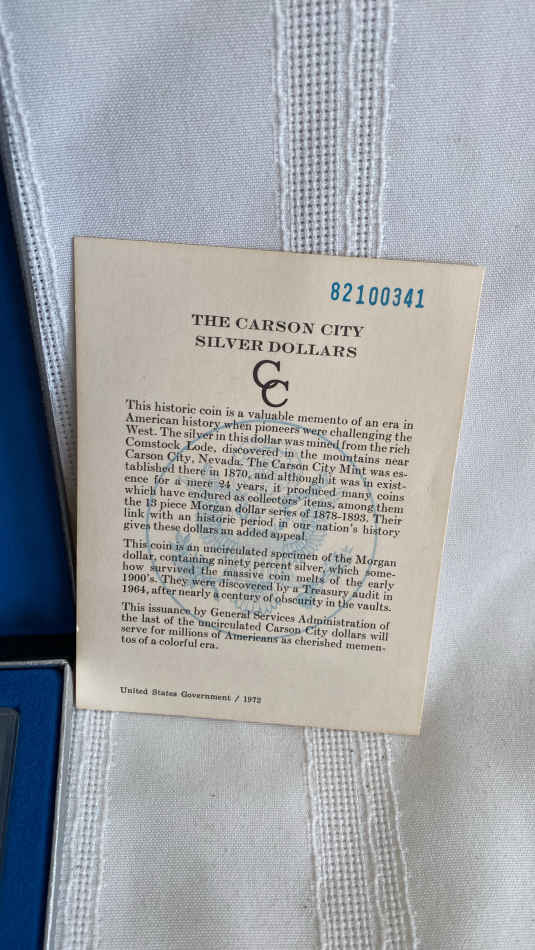 82100341
THE CARSON CITY
SILVER DOLLARS
CC
This historic coin is a valuable memento of an era in
American history when pioneers were challenging the
West. The silver in this dollar was mined from the rich
Comstock Lode, discovered in the mountains near
Carson City, Nevada. The Carson City Mint was es-
tablished there in 1870, and although it was in exist-
ence for a mere 24 years, it produced many coins
which have endured as collectors' items, among them
the 13 piece Morgan dollar series of 1878-1893. Their
link with an historic period in our nation's history
gives these dollars an added appeal.
This coin is an uncirculated specimen of the Morgan
dollar, containing ninety percent silver, which some-
how survived the massive coin melts of the early
1900's. They were discovered by a Treasury audit in
1964, after nearly a century of obscurity in the vaults.
This issuance by General Services Administration of
the last of the uncirculated Carson City dollars will
serve for millions of Americans as cherished memen-
tos of a colorful era.
United States Government / 1972